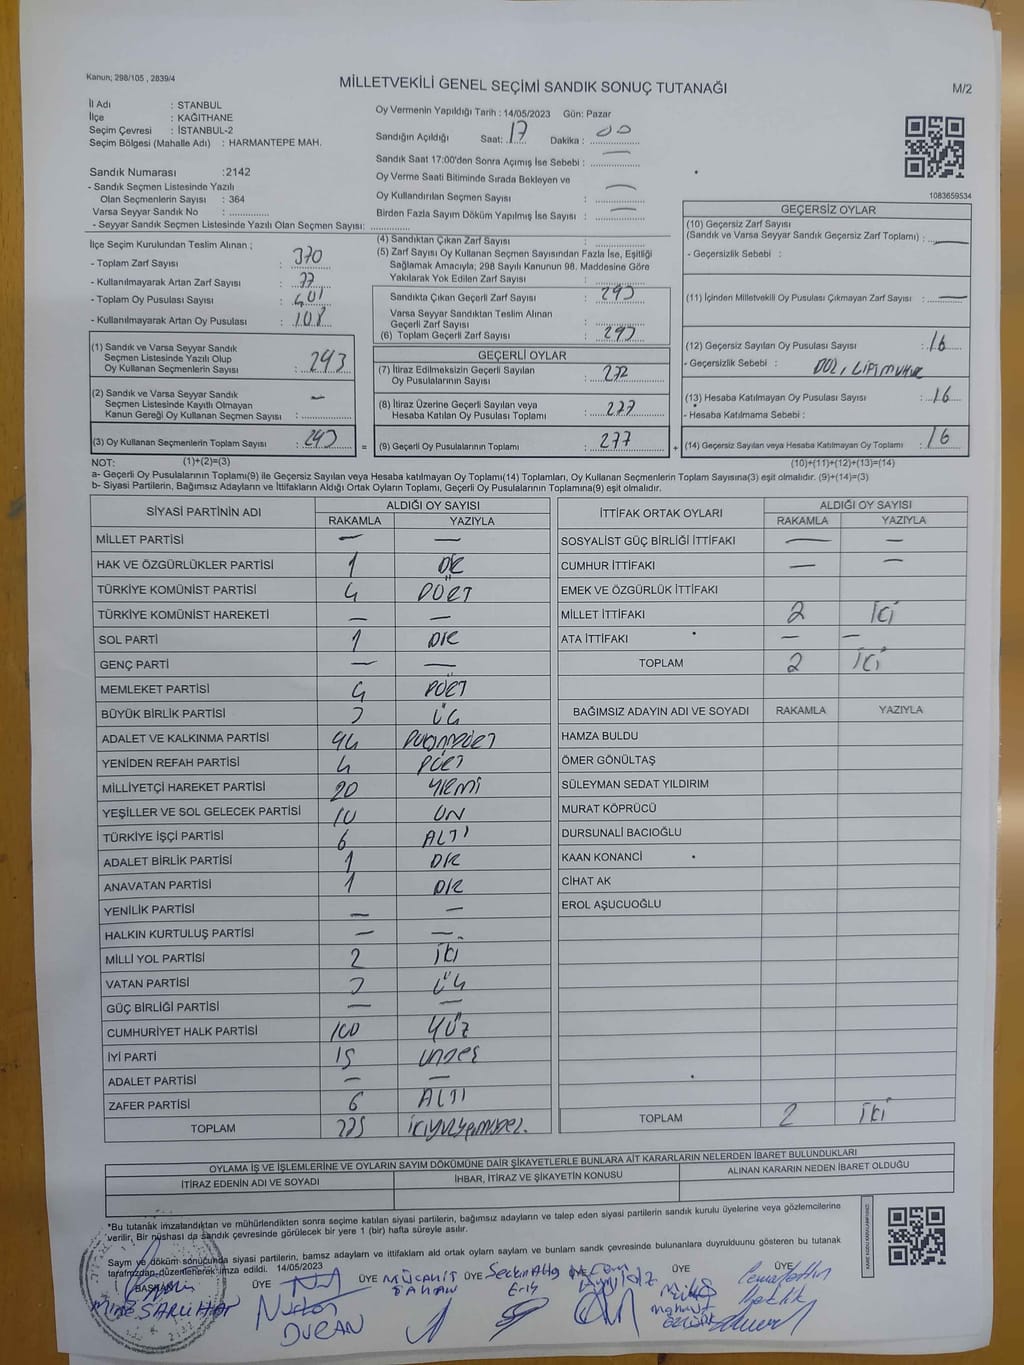 Kanun; 298/105 , 2839/4
MİLLETVEKİLİ GENEL SEÇİMİ SANDIK SONUÇ TUTANAĞI
M/2
İl Adı : STANBUL
İlçe : KAĞITHANE
Seçim Çevresi : İSTANBUL-2
Seçim Bölgesi (Mahalle Adı) : HARMANTEPE MAH.
Sandık Numarası :2142
- Sandık Seçmen Listesinde Yazılı
Olan Seçmenlerin Sayısı : 364
Varsa Seyyar Sandık No : ..............
- Seyyar Sandık Seçmen Listesinde Yazılı Olan Seçmen Sayısı: ..............
Oy Vermenin Yapıldığı Tarih : 14/05/2023 Gün: Pazar
Sandığın Açıldığı Saat: 17 Dakika : 00
Sandık Saat 17:00'den Sonra Açımış İse Sebebi : —
Oy Verme Saati Bitiminde Sırada Bekleyen ve
Oy Kullandırılan Seçmen Sayısı : —
Birden Fazla Sayım Döküm Yapılmış İse Sayısı : —
1083659534
İlçe Seçim Kurulundan Teslim Alınan ;
- Toplam Zarf Sayısı : 370
- Kullanılmayarak Artan Zarf Sayısı : 77
- Toplam Oy Pusulası Sayısı : 401
- Kullanılmayarak Artan Oy Pusulası : 108
(1) Sandık ve Varsa Seyyar Sandık
Seçmen Listesinde Yazılı Olup
Oy Kullanan Seçmenlerin Sayısı : 293
(2) Sandık ve Varsa Seyyar Sandık
Seçmen Listesinde Kayıtlı Olmayan
Kanun Gereği Oy Kullanan Seçmen Sayısı : —
(3) Oy Kullanan Seçmenlerin Toplam Sayısı : 293
(1)+(2)=(3)
(4) Sandıktan Çıkan Zarf Sayısı : ..............
(5) Zarf Sayısı Oy Kullanan Seçmen Sayısından Fazla İse, Eşitliği
Sağlamak Amacıyla, 298 Sayılı Kanunun 98. Maddesine Göre
Yakılarak Yok Edilen Zarf Sayısı : ..............
Sandıkta Çıkan Geçerli Zarf Sayısı : 293
Varsa Seyyar Sandıktan Teslim Alınan
Geçerli Zarf Sayısı : ..............
(6) Toplam Geçerli Zarf Sayısı : 293
GEÇERLİ OYLAR
(7) İtiraz Edilmeksizin Geçerli Sayılan
Oy Pusulalarının Sayısı :
(8) İtiraz Üzerine Geçerli Sayılan veya
Hesaba Katılan Oy Pusulası Toplamı : 277
= (9) Geçerli Oy Pusulalarının Toplamı : 277 +
GEÇERSİZ OYLAR
(10) Geçersiz Zarf Sayısı
(Sandık ve Varsa Seyyar Sandık Geçersiz Zarf Toplamı) : —
- Geçersizlik Sebebi :
(11) İçinden Milletvekili Oy Pusulası Çıkmayan Zarf Sayısı : —
(12) Geçersiz Sayılan Oy Pusulası Sayısı : 16
- Geçersizlik Sebebi :
(13) Hesaba Katılmayan Oy Pusulası Sayısı : 16
- Hesaba Katılmama Sebebi :
(14) Geçersiz Sayılan veya Hesaba Katılmayan Oy Toplamı : 16
(10)+(11)+(12)+(13)=(14)
NOT:
a- Geçerli Oy Pusulalarının Toplamı(9) ile Geçersiz Sayılan veya Hesaba katılmayan Oy Toplamı(14) Toplamları, Oy Kullanan Seçmenlerin Toplam Sayısına(3) eşit olmalıdır. (9)+(14)=(3)
b- Siyasi Partilerin, Bağımsız Adayların ve İttifakların Aldığı Ortak Oyların Toplamı, Geçerli Oy Pusulalarının Toplamına(9) eşit olmalıdır.
SİYASİ PARTİNİN ADI ALDIĞI OY SAYISI
RAKAMLA YAZIYLA
MİLLET PARTİSİ — —
HAK VE ÖZGÜRLÜKLER PARTİSİ 1 BİR
TÜRKİYE KOMÜNİST PARTİSİ 4 DÖRT
TÜRKİYE KOMÜNİST HAREKETİ — —
SOL PARTİ 1 BİR
GENÇ PARTİ — —
MEMLEKET PARTİSİ 4 DÖRT
BÜYÜK BİRLİK PARTİSİ 3 ÜÇ
ADALET VE KALKINMA PARTİSİ 94
YENİDEN REFAH PARTİSİ 4 DÖRT
MİLLİYETÇİ HAREKET PARTİSİ 20 YİRMİ
YEŞİLLER VE SOL GELECEK PARTİSİ 10 ON
TÜRKİYE İŞÇİ PARTİSİ 6 ALTI
ADALET BİRLİK PARTİSİ 1 BİR
ANAVATAN PARTİSİ 1 BİR
YENİLİK PARTİSİ — —
HALKIN KURTULUŞ PARTİSİ — —
MİLLİ YOL PARTİSİ 2 İKİ
VATAN PARTİSİ 3 ÜÇ
GÜÇ BİRLİĞİ PARTİSİ — —
CUMHURİYET HALK PARTİSİ 100 YÜZ
İYİ PARTİ 15 ONBEŞ
ADALET PARTİSİ — —
ZAFER PARTİSİ 6 ALTI
TOPLAM 275
İTTİFAK ORTAK OYLARI ALDIĞI OY SAYISI
RAKAMLA YAZIYLA
SOSYALİST GÜÇ BİRLİĞİ İTTİFAKI — —
CUMHUR İTTİFAKI — —
EMEK VE ÖZGÜRLÜK İTTİFAKI
MİLLET İTTİFAKI 2 İKİ
ATA İTTİFAKI — —
TOPLAM 2 İKİ
BAĞIMSIZ ADAYIN ADI VE SOYADI RAKAMLA YAZIYLA
HAMZA BULDU
ÖMER GÖNÜLTAŞ
SÜLEYMAN SEDAT YILDIRIM
MURAT KÖPRÜCÜ
DURSUNALİ BACIOĞLU
KAAN KONANCİ
CİHAT AK
EROL AŞUCUOĞLU
TOPLAM 2 İKİ
OYLAMA İŞ VE İŞLEMLERİNE VE OYLARIN SAYIM DÖKÜMÜNE DAİR ŞİKAYETLERLE BUNLARA AİT KARARLARIN NELERDEN İBARET BULUNDUKLARI
İTİRAZ EDENİN ADI VE SOYADI İHBAR, İTİRAZ VE ŞİKAYETİN KONUSU ALINAN KARARIN NEDEN İBARET OLDUĞU
*Bu tutanak imzalandıktan ve mühürlendikten sonra seçime katılan siyasi partilerin, bağımsız adayların ve talep eden siyasi partilerin sandık kurulu üyelerine veya gözlemcilerine
verilir, Bir nüshası da sandık çevresinde görülecek bir yere 1 (bir) hafta süreyle asılır.
Sayım ve döküm sonucunda siyasi partilerin, bamsz adaylarn ve ittifaklarn ald ortak oylarn saylarn ve bunlarn sandk çevresinde bulunanlara duyrulduunu gösteren bu tutanak
tarafmzdan düzenlenerek imza edildi. 14/05/2023
BAŞKAN ÜYE ÜYE ÜYE ÜYE ÜYE ÜYE
Nurten
DURAN
MÜCAHİT